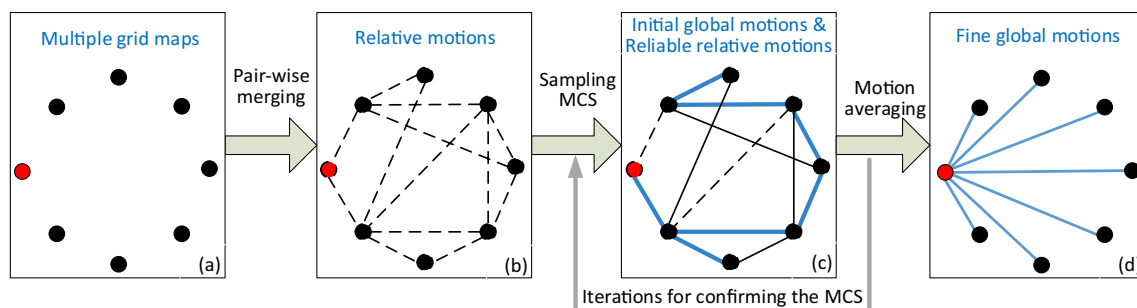 Multiple grid maps
(a)
Pair-wise
merging
Relative motions
(b)
Sampling
MCS
Initial global motions &
Reliable relative motions
(c)
Motion
averaging
Fine global motions
(d)
Iterations for confirming the MCS